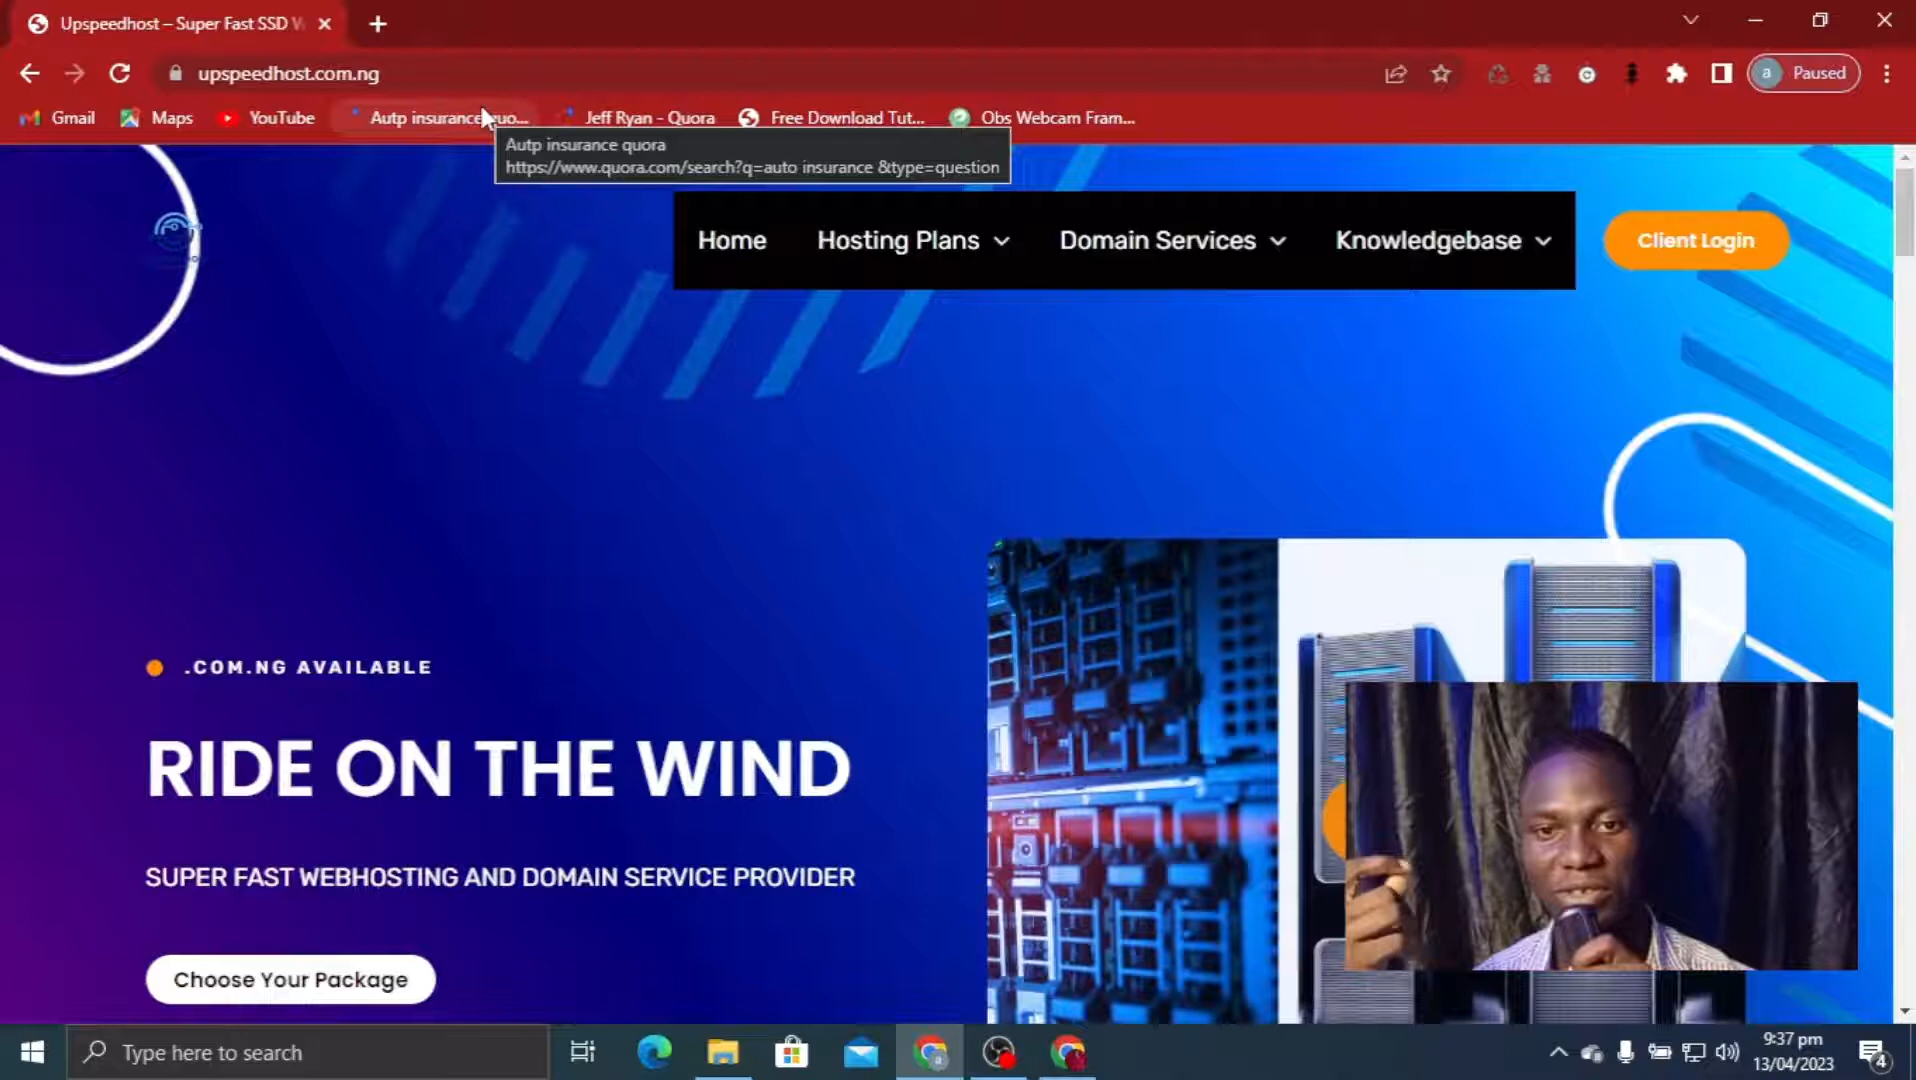 Upspeedhost – Super Fast SSD W
upspeedhost.com.ng
a
Paused
Gmail
Maps
YouTube
Autp insurance quo...
Jeff Ryan - Quora
Free Download Tut...
Obs Webcam Fram...
Autp insurance quora
https://www.quora.com/search?q=auto insurance &type=question
Home
Hosting Plans
Domain Services
Knowledgebase
Client Login
.COM.NG AVAILABLE
RIDE ON THE WIND
SUPER FAST WEBHOSTING AND DOMAIN SERVICE PROVIDER
Choose Your Package
Type here to search
9:37 pm
13/04/2023
4